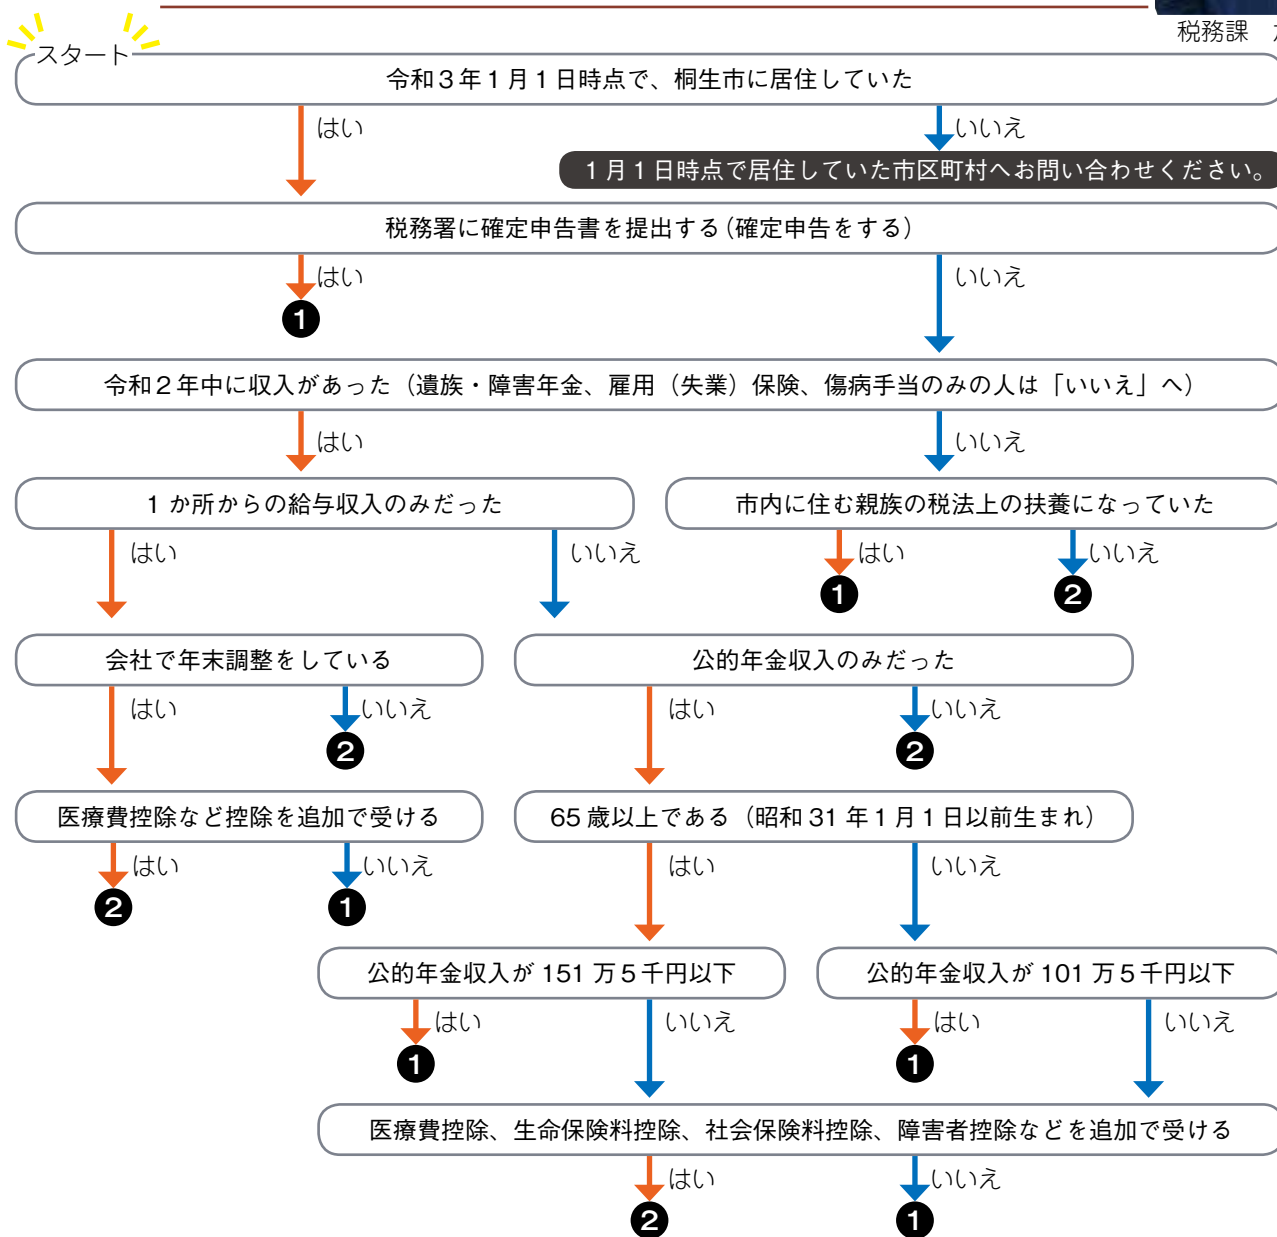 税務課
スタート
令和3年1月1日時点で、桐生市に居住していた
はい
いいえ
1月1日時点で居住していた市区町村へお問い合わせください。
税務署に確定申告書を提出する(確定申告をする)
はい
いいえ
1
令和2年中に収入があった（遺族・障害年金、雇用（失業）保険、傷病手当のみの人は「いいえ」へ）
はい
いいえ
1か所からの給与収入のみだった
市内に住む親族の税法上の扶養になっていた
はい
いいえ
はい
いいえ
1
2
会社で年末調整をしている
公的年金収入のみだった
はい
いいえ
はい
いいえ
2
2
医療費控除など控除を追加で受ける
65歳以上である（昭和31年1月1日以前生まれ）
はい
いいえ
はい
いいえ
2
1
公的年金収入が151万5千円以下
公的年金収入が101万5千円以下
はい
いいえ
はい
いいえ
1
1
医療費控除、生命保険料控除、社会保険料控除、障害者控除などを追加で受ける
はい
いいえ
2
1